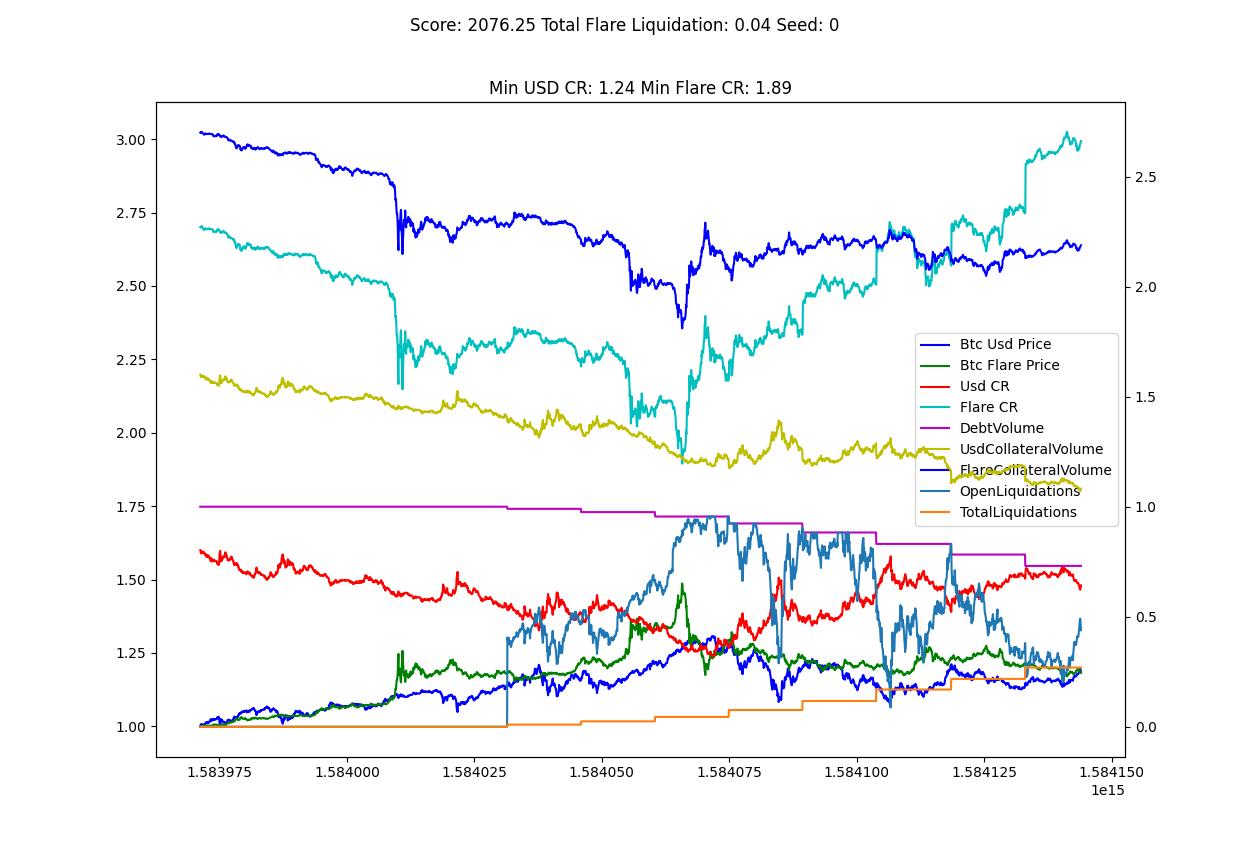 Score: 2076.25 Total Flare Liquidation: 0.04 Seed: 0
Min USD CR: 1.24 Min Flare CR: 1.89
3.00
2.75
2.50
2.25
2.00
1.75
1.50
1.25
1.00
2.5
2.0
1.5
1.0
0.5
0.0
Btc Usd Price
Btc Flare Price
Usd CR
Flare CR
DebtVolume
UsdCollateralVolume
FlareCollateralVolume
OpenLiquidations
TotalLiquidations
1.583975 1.584000 1.584025 1.584050 1.584075 1.584100 1.584125 1.584150
1e15